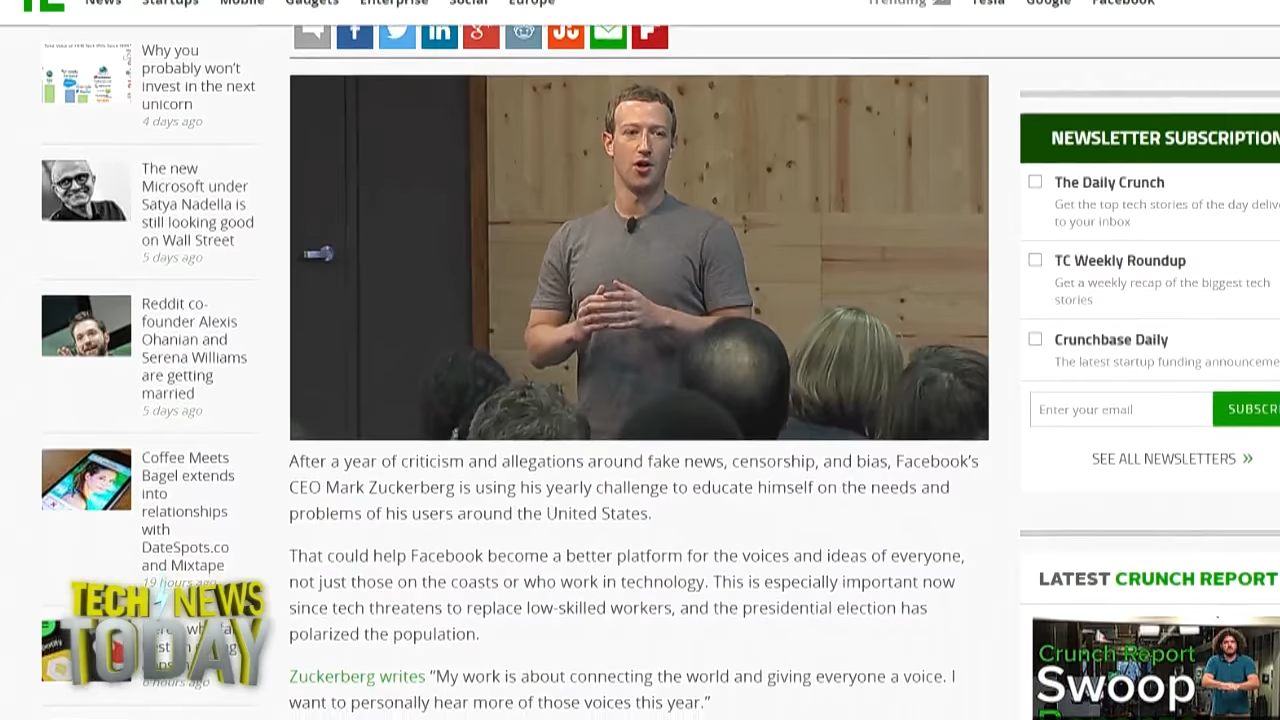 News Startups Mobile Gadgets Enterprise Social Europe
Trending Tesla Google Facebook
Why you
probably won't
invest in the next
unicorn
4 days ago
The new
Microsoft under
Satya Nadella is
still looking good
on Wall Street
5 days ago
Reddit co-
founder Alexis
Ohanian and
Serena Williams
are getting
married
5 days ago
Coffee Meets
Bagel extends
into
relationships
with
DateSpots.co
and Mixtape
19 hours ago
TECH NEWS
TODAY
6 hours ago
After a year of criticism and allegations around fake news, censorship, and bias, Facebook's
CEO Mark Zuckerberg is using his yearly challenge to educate himself on the needs and
problems of his users around the United States.
That could help Facebook become a better platform for the voices and ideas of everyone,
not just those on the coasts or who work in technology. This is especially important now
since tech threatens to replace low-skilled workers, and the presidential election has
polarized the population.
Zuckerberg writes “My work is about connecting the world and giving everyone a voice. I
want to personally hear more of those voices this year.”
NEWSLETTER SUBSCRIPTION
The Daily Crunch
Get the top tech stories of the day deliv
to your inbox
TC Weekly Roundup
Get a weekly recap of the biggest tech
stories
Crunchbase Daily
The latest startup funding announceme
Enter your email
SUBSCRI
SEE ALL NEWSLETTERS »
LATEST CRUNCH REPORT
Crunch Report
Swoop